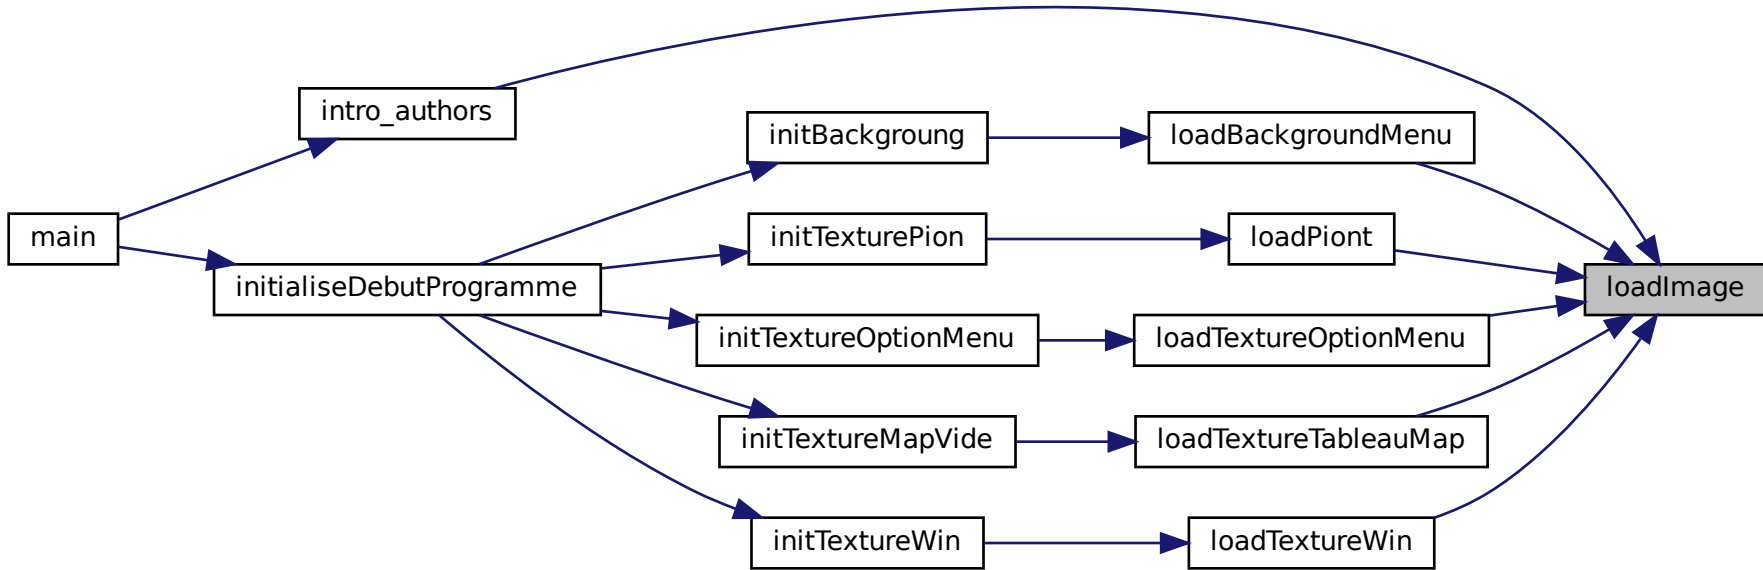 intro_authors
initBackgroung
loadBackgroundMenu
main
initTexturePion
loadPiont
initialiseDebutProgramme
loadImage
initTextureOptionMenu
loadTextureOptionMenu
initTextureMapVide
loadTextureTableauMap
initTextureWin
loadTextureWin